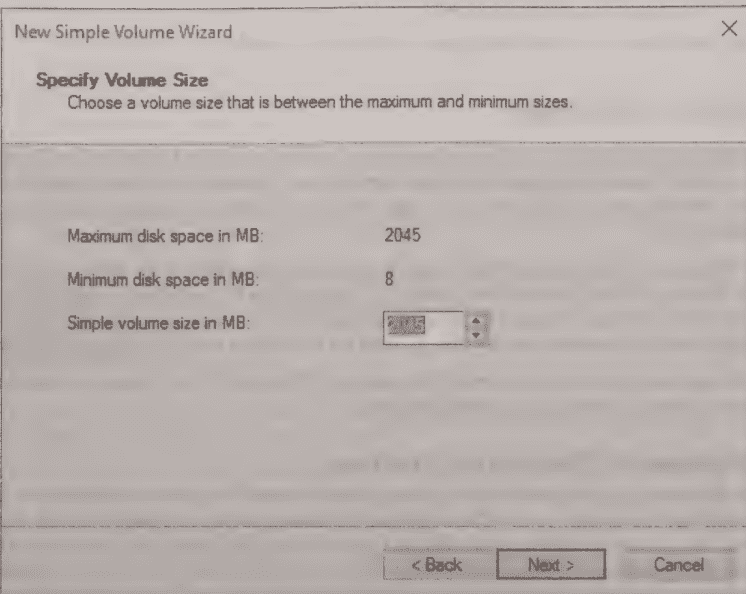 New Simple Volume Wizard
Specify Volume Size
Choose a volume size that is between the maximum and minimum sizes.
Maximum disk space in MB: 2045
Minimum disk space in MB: 8
Simple volume size in MB: 2045
< Back Next > Cancel